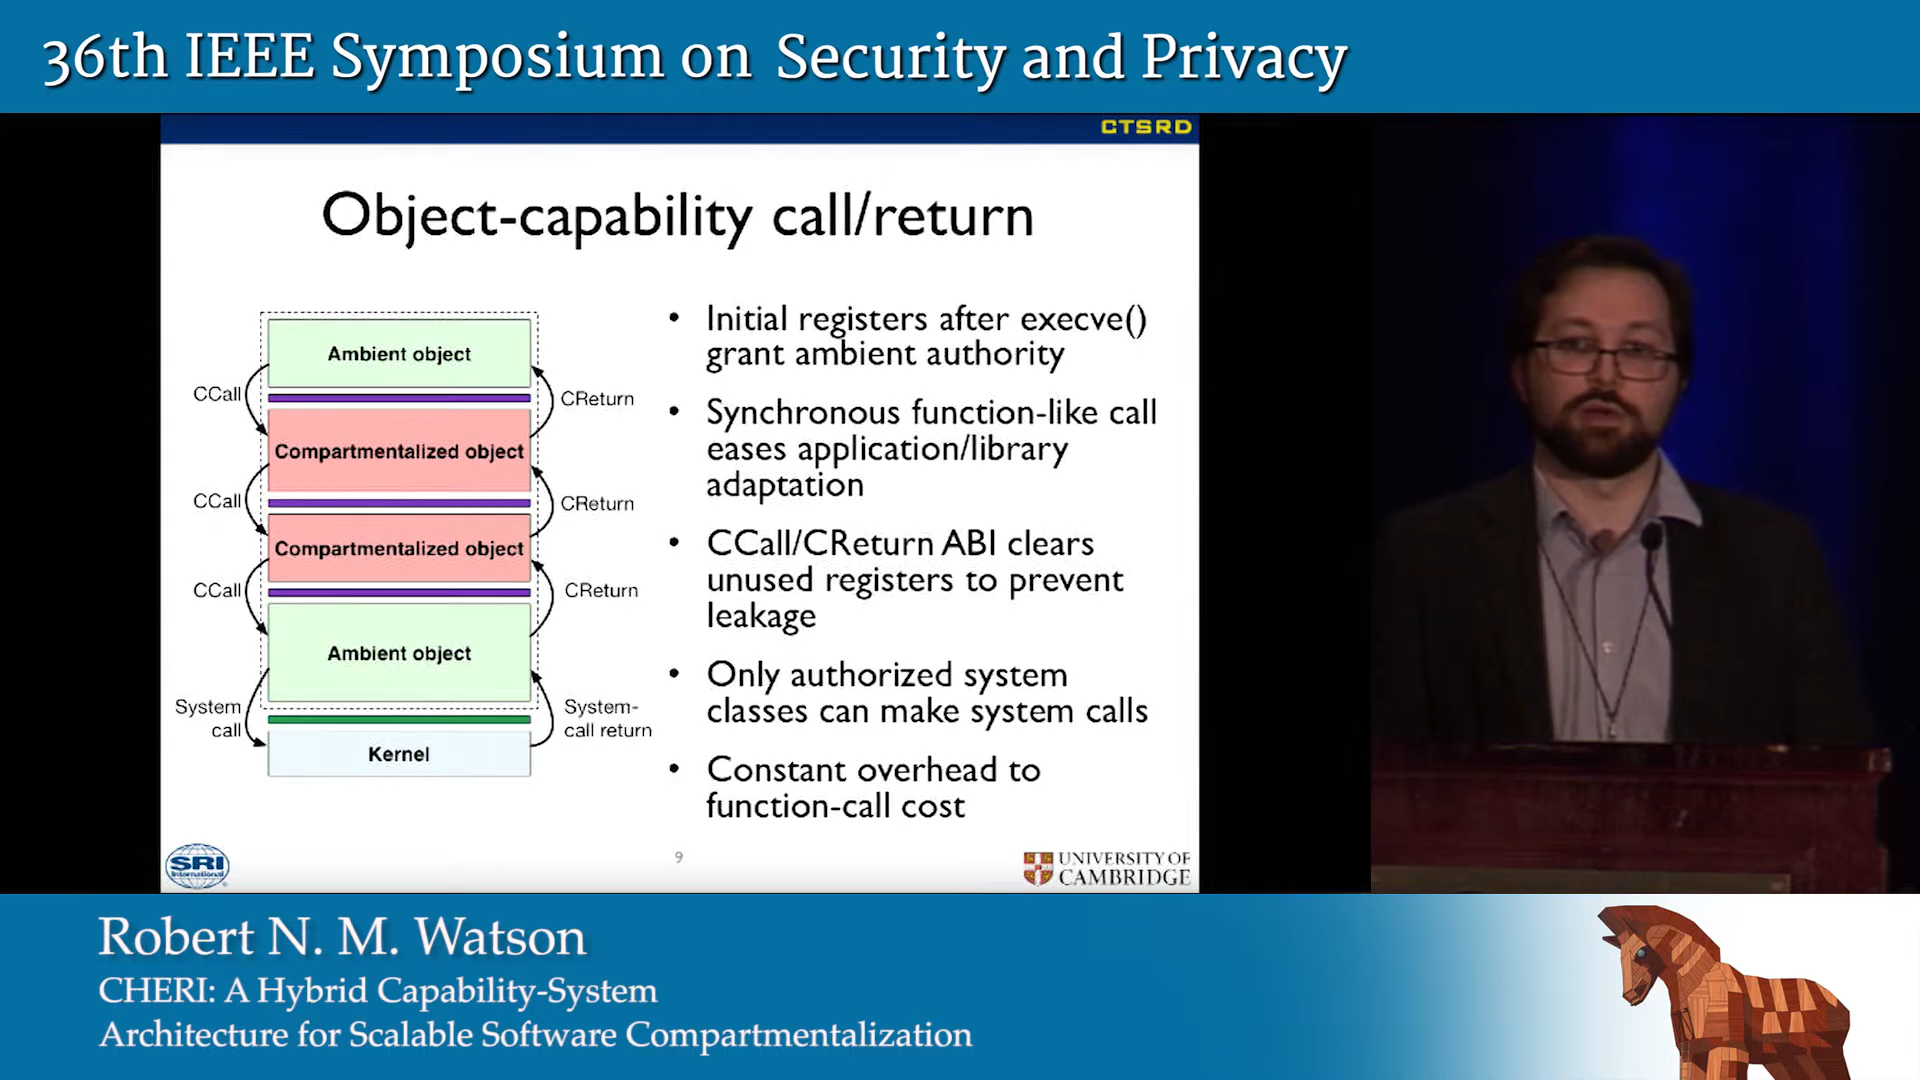 36th IEEE Symposium on Security and Privacy
CTSRD
Object-capability call/return
Ambient object
CCall
CReturn
Compartmentalized object
CCall
CReturn
Compartmentalized object
CCall
CReturn
Ambient object
System
call
System-
call return
Kernel
• Initial registers after execve()
grant ambient authority
• Synchronous function-like call
eases application/library
adaptation
• CCall/CReturn ABI clears
unused registers to prevent
leakage
• Only authorized system
classes can make system calls
• Constant overhead to
function-call cost
SRI
International
9
UNIVERSITY OF
CAMBRIDGE
Robert N. M. Watson
CHERI: A Hybrid Capability-System
Architecture for Scalable Software Compartmentalization